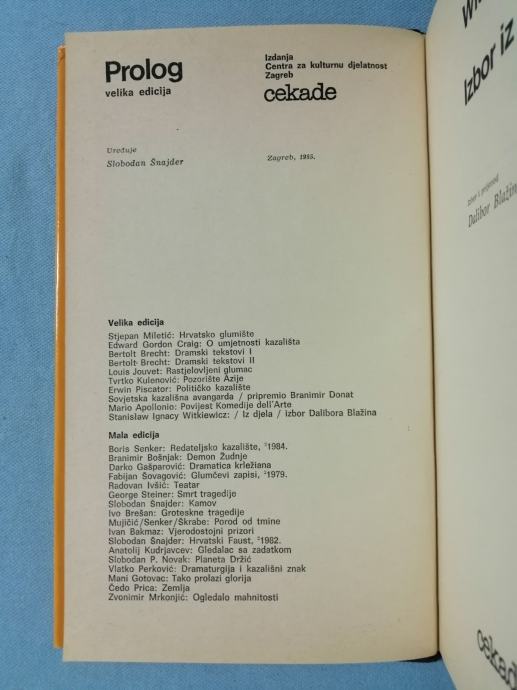 Prolog
velika edicija
Izdanja
Centra za kulturnu djelatnost
Zagreb
cekade
Uređuje
Slobodan Šnajder
Zagreb, 1985.
Velika edicija
Stjepan Miletić: Hrvatsko glumište
Edward Gordon Craig: O umjetnosti kazališta
Bertolt Brecht: Dramski tekstovi I
Bertolt Brecht: Dramski tekstovi II
Louis Jouvet: Rastjelovljeni glumac
Tvrtko Kulenović: Pozorište Azije
Erwin Piscator: Političko kazalište
Sovjetska kazališna avangarda / pripremio Branimir Donat
Mario Apollonio: Povijest Komedije dell'Arte
Stanisław Ignacy Witkiewicz: / Iz djela / izbor Dalibora Blažina
Mala edicija
Boris Senker: Redateljsko kazalište, ²1984.
Branimir Bošnjak: Demon Žudnje
Darko Gašparović: Dramatica krležiana
Fabijan Šovagović: Glumčevi zapisi, ²1979.
Radovan Ivšić: Teatar
George Steiner: Smrt tragedije
Slobodan Šnajder: Kamov
Ivo Brešan: Groteskne tragedije
Mujičić/Senker/Škrabe: Porod od tmine
Ivan Bakmaz: Vjerodostojni prizori
Slobodan Šnajder: Hrvatski Faust, ²1982.
Anatolij Kudrjavcev: Gledalac sa zadatkom
Slobodan P. Novak: Planeta Držić
Vlatko Perković: Dramaturgija i kazališni znak
Mani Gotovac: Tako prolazi glorija
Čedo Prica: Zemlja
Zvonimir Mrkonjić: Ogledalo mahnitosti
Izbor iz
Dalibor Blažin